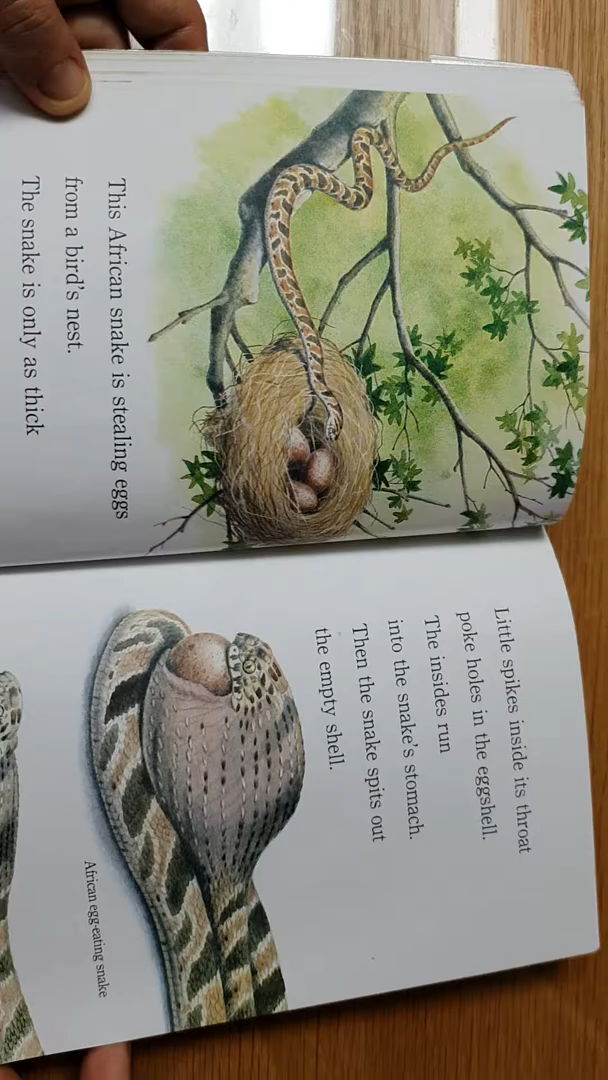 This African snake is stealing eggs
from a bird's nest.
The snake is only as thick
Little spikes inside its throat
poke holes in the eggshell.
The insides run
into the snake's stomach.
Then the snake spits out
the empty shell.
African egg-eating snake